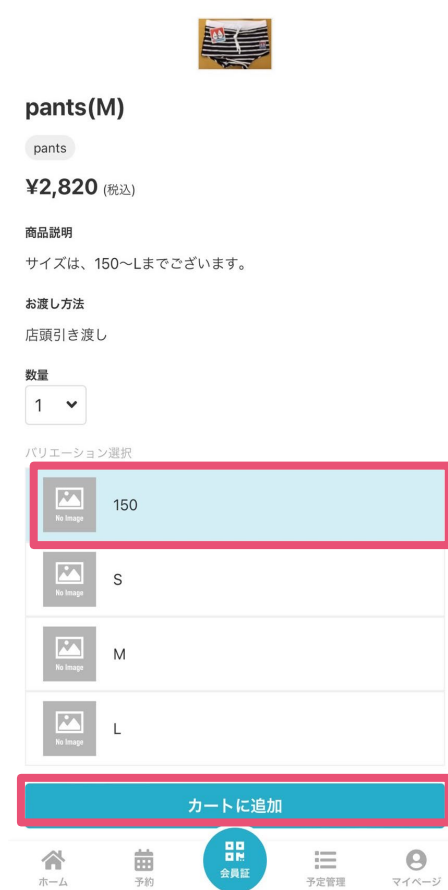 pants(M)
pants
¥2,820 (税込)
商品説明
サイズは、150〜Lまでございます。
お渡し方法
店頭引き渡し
数量
1
バリエーション選択
No Image
150
No Image
S
No Image
M
No Image
L
カートに追加
ホーム
予約
会員証
予定管理
マイページ